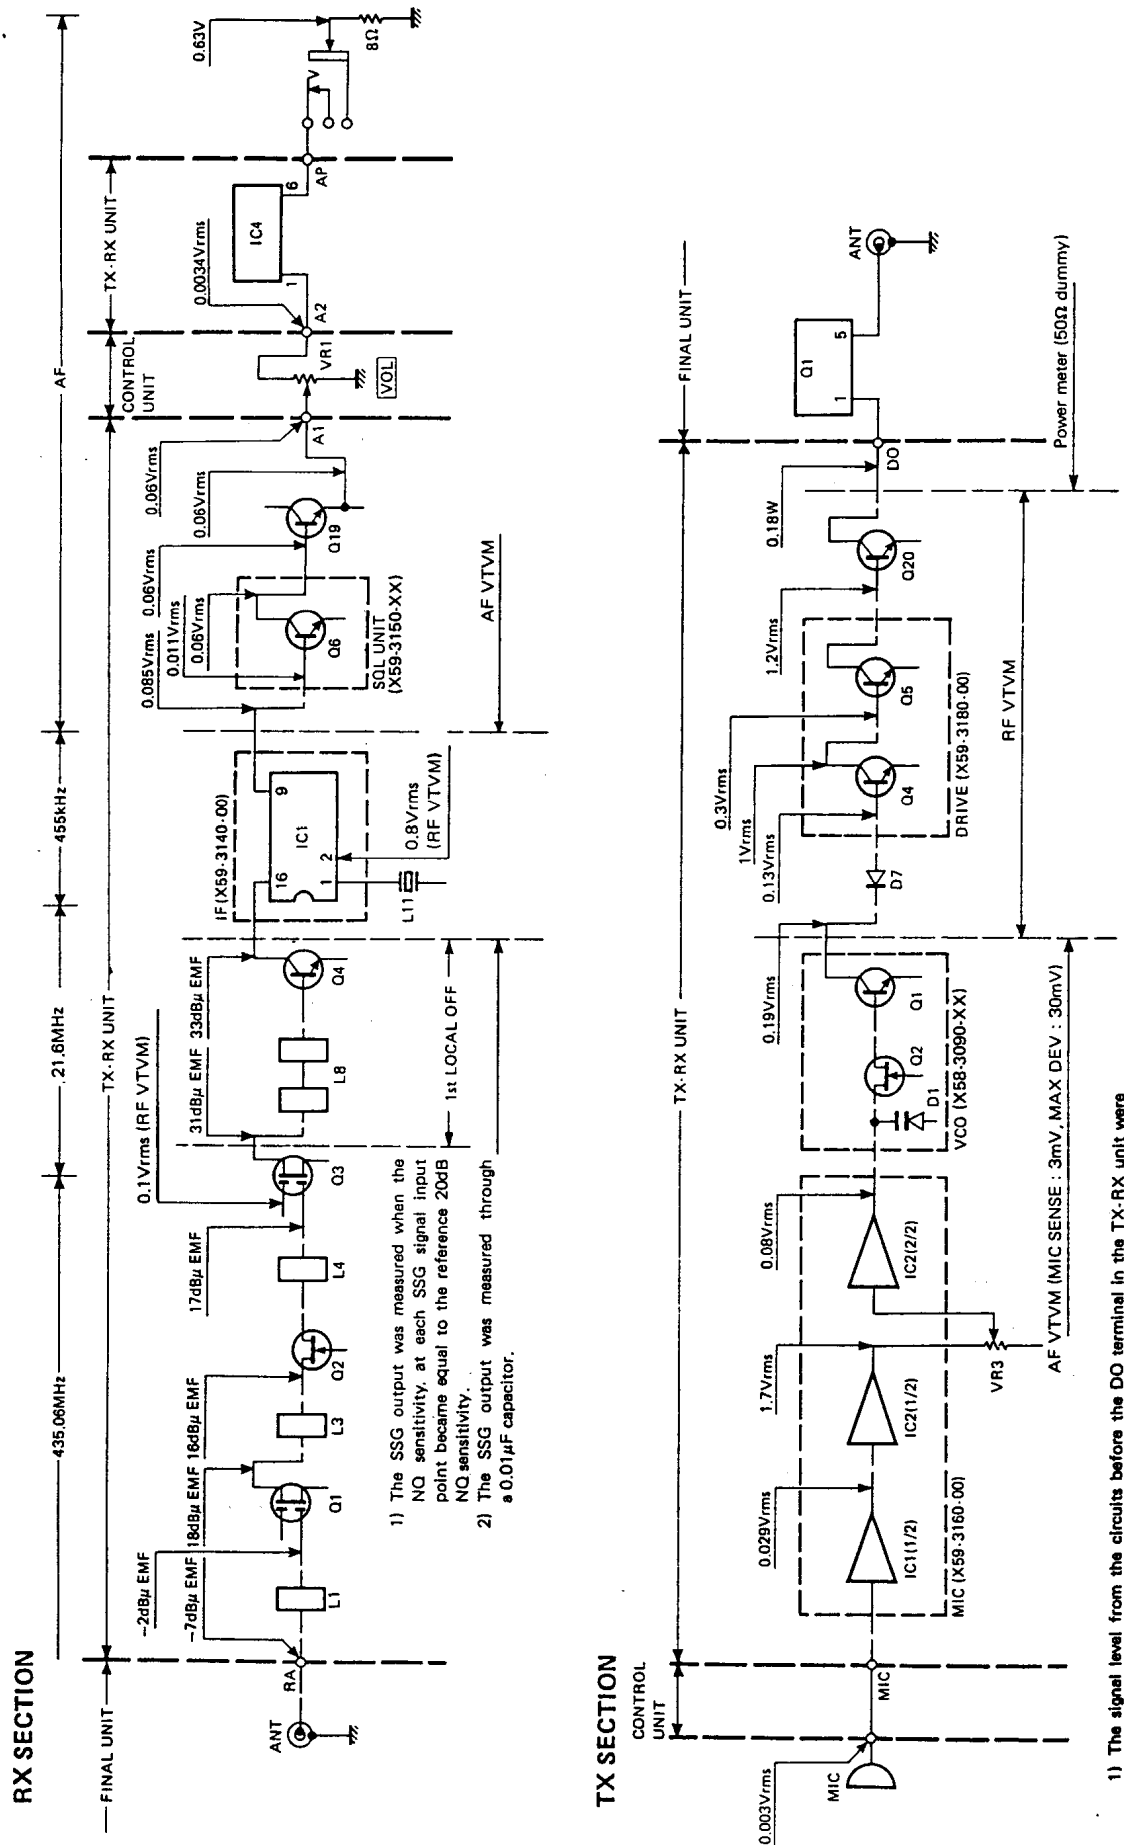 RX SECTION
FINAL UNIT
435.06MHz
21.6MHz
455kHz
AF
TX-RX UNIT
CONTROL
UNIT
TX-RX UNIT
ANT
RA
-7dBμ EMF
-2dBμ EMF
L1
Q1
18dBμ EMF
L3
16dBμ EMF
Q2
L4
17dBμ EMF
0.1Vrms (RF VTVM)
Q3
31dBμ EMF
L8
33dBμ EMF
Q4
1st LOCAL OFF
IF(X59-3140-00)
16
9
IC1
1
2
L11
0.8Vrms
(RF VTVM)
0.085Vrms
0.011Vrms
0.06Vrms
Q6
SQL UNIT
(X59-3150-XX)
0.06Vrms
Q19
0.06Vrms
0.06Vrms
A1
AF VTVM
VR1
VOL
A2
0.0034Vrms
1
IC4
6
AP
0.63V
8Ω
1) The SSG output was measured when the
NQ sensitivity, at each SSG signal input
point became equal to the reference 20dB
NQ sensitivity.
2) The SSG output was measured through
a 0.01μF capacitor.
TX SECTION
CONTROL
UNIT
TX-RX UNIT
FINAL UNIT
0.003Vrms
MIC
MIC
MIC (X59-3160-00)
IC1(1/2)
0.029Vrms
IC2(1/2)
1.7Vrms
VR3
IC2(2/2)
0.08Vrms
VCO (X58-3090-XX)
D1
Q2
Q1
0.19Vrms
D7
0.13Vrms
Q4
1Vrms
0.3Vrms
Q5
DRIVE (X59-3180-00)
1.2Vrms
Q20
0.18W
DO
1
Q1
5
ANT
AF VTVM (MIC SENSE : 3mV, MAX DEV : 30mV)
RF VTVM
Power meter (50Ω dummy)
1) The signal level from the circuits before the DO terminal in the TX-RX unit were